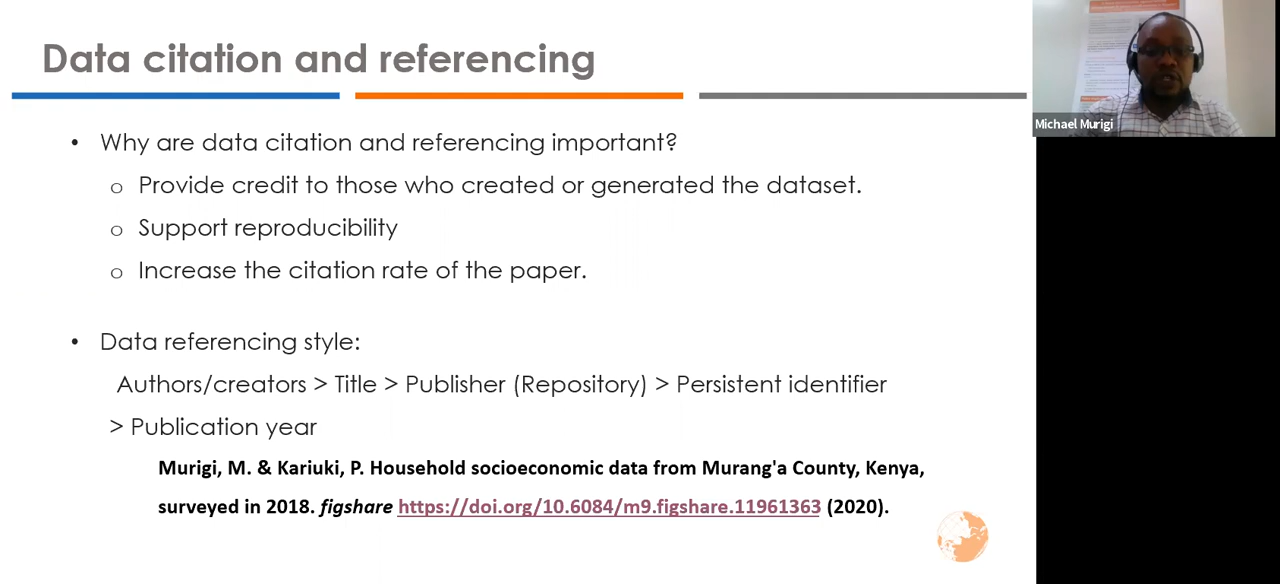 Data citation and referencing
• Why are data citation and referencing important?
o Provide credit to those who created or generated the dataset.
o Support reproducibility
o Increase the citation rate of the paper.
• Data referencing style:
Authors/creators > Title > Publisher (Repository) > Persistent identifier
> Publication year
Murigi, M. & Kariuki, P. Household socioeconomic data from Murang'a County, Kenya,
surveyed in 2018. figshare https://doi.org/10.6084/m9.figshare.11961363 (2020).
Michael Murigi